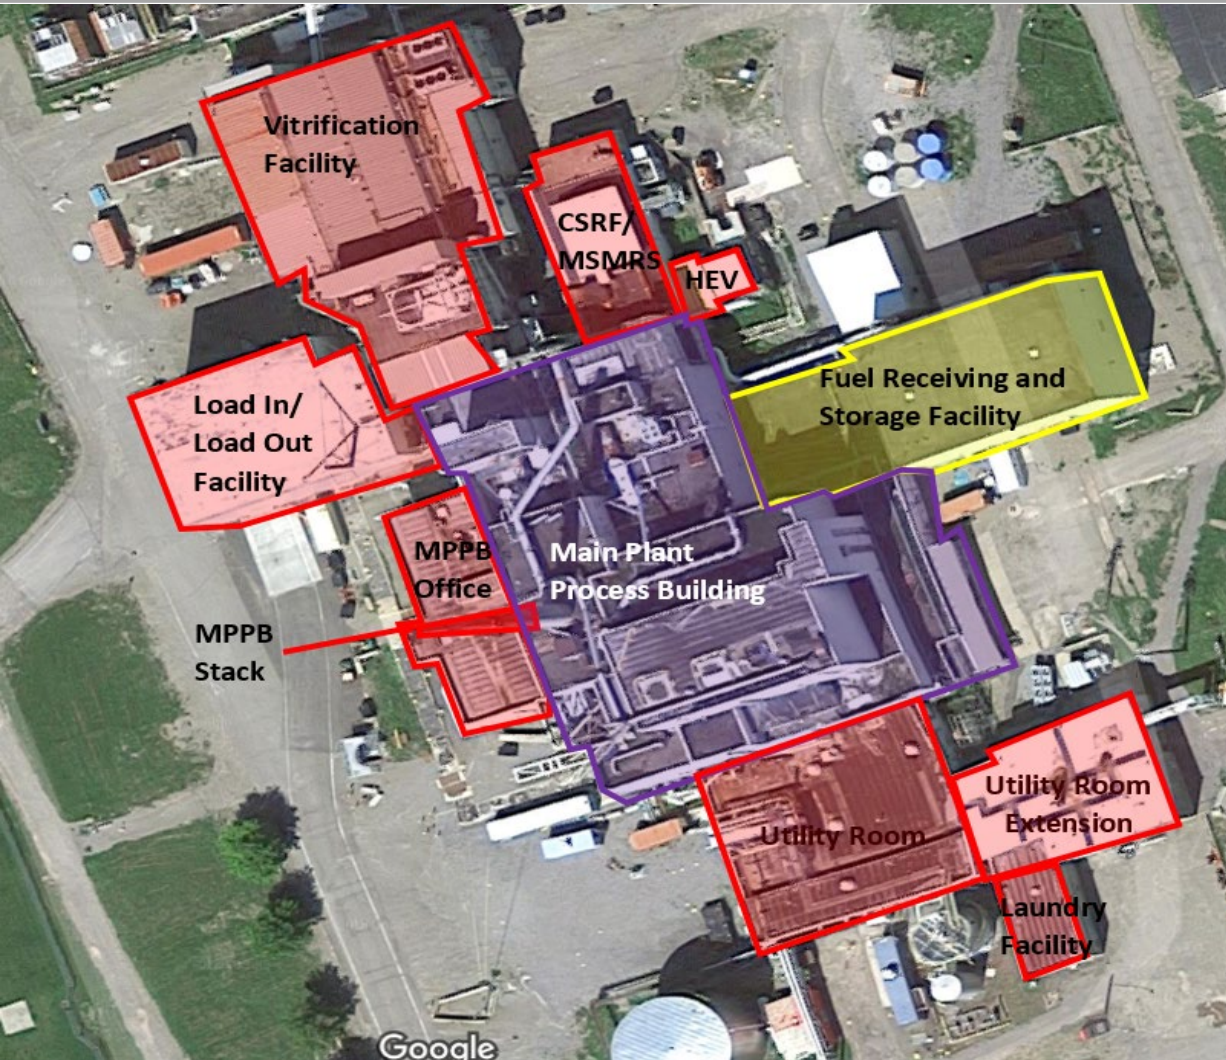 Vitrification
Facility
CSRF/
MSMRS
HEV
Fuel Receiving and
Storage Facility
Load In/
Load Out
Facility
MPPB
Office
Main Plant
Process Building
MPPB
Stack
Utility Room
Utility Room
Extension
Laundry
Facility
Google